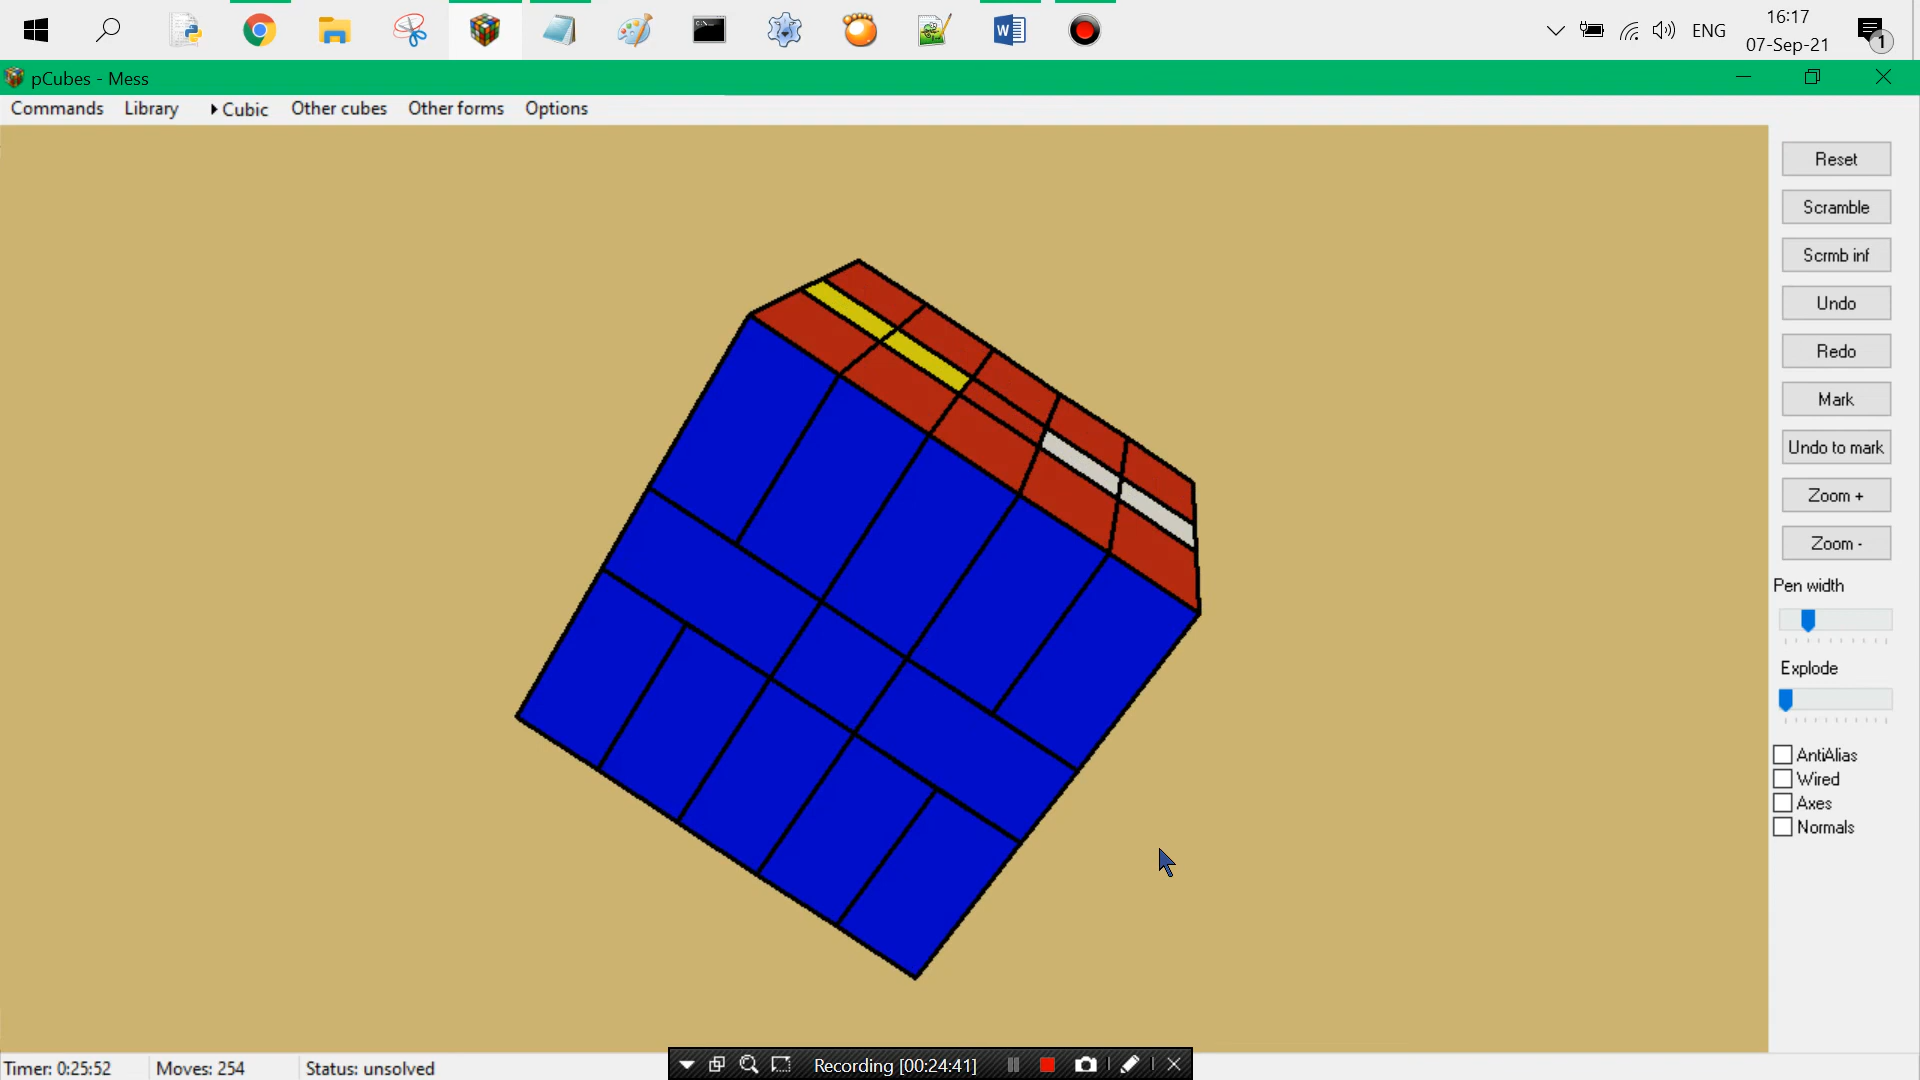 ENG
16:17
07-Sep-21
1
pCubes - Mess
Commands Library Cubic Other cubes Other forms Options
Reset
Scramble
Scrmb inf
Undo
Redo
Mark
Undo to mark
Zoom +
Zoom -
Pen width
Explode
AntiAlias
Wired
Axes
Normals
Timer: 0:25:52 Moves: 254 Status: unsolved
Recording [00:24:41]